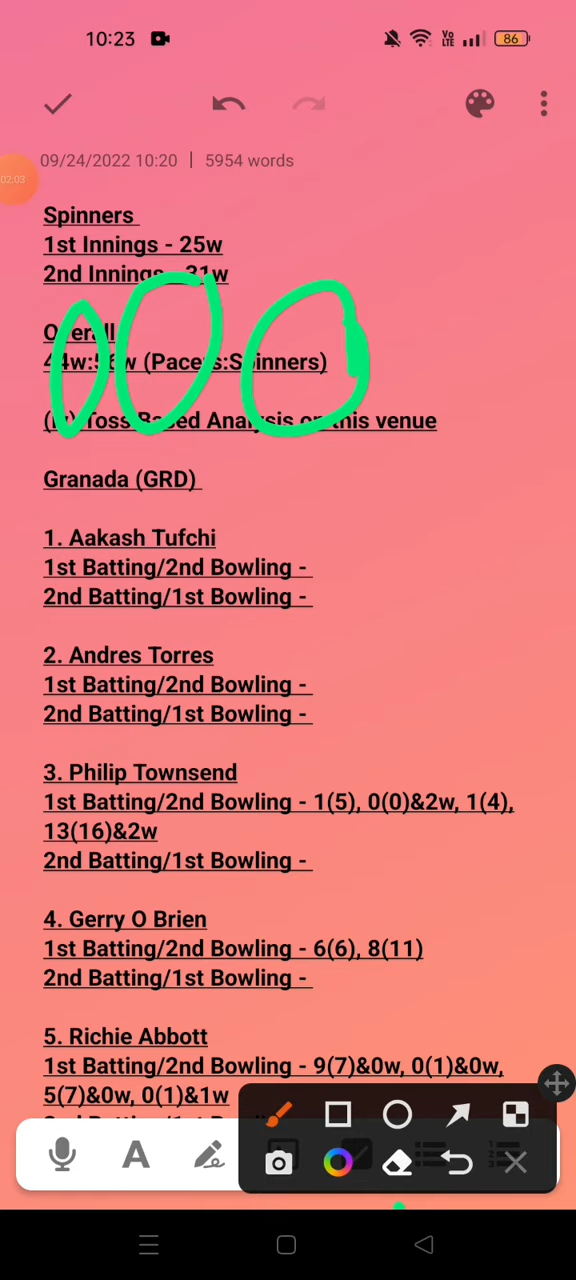 10:23
Vo LTE
86
02:03
09/24/2022 10:20 | 5954 words
Spinners
1st Innings - 25w
2nd Innings - 31w
Overall
44w:56w (Pacers:Spinners)
(iv) Toss Based Analysis on this venue
Granada (GRD)
1. Aakash Tufchi
1st Batting/2nd Bowling -
2nd Batting/1st Bowling -
2. Andres Torres
1st Batting/2nd Bowling -
2nd Batting/1st Bowling -
3. Philip Townsend
1st Batting/2nd Bowling - 1(5), 0(0)&2w, 1(4),
13(16)&2w
2nd Batting/1st Bowling -
4. Gerry O Brien
1st Batting/2nd Bowling - 6(6), 8(11)
2nd Batting/1st Bowling -
5. Richie Abbott
1st Batting/2nd Bowling - 9(7)&0w, 0(1)&0w,
5(7)&0w, 0(1)&1w
A